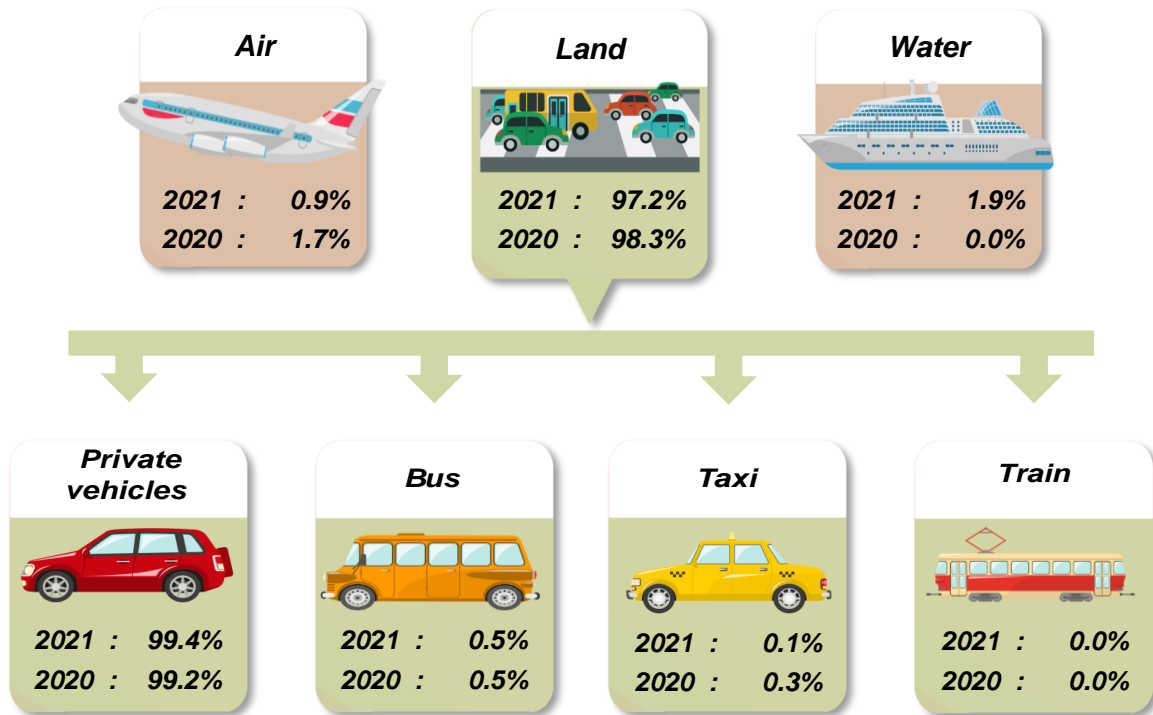 Air
2021 : 0.9%
2020 : 1.7%
Land
2021 : 97.2%
2020 : 98.3%
Water
2021 : 1.9%
2020 : 0.0%
Private
vehicles
2021 : 99.4%
2020 : 99.2%
Bus
2021 : 0.5%
2020 : 0.5%
Taxi
2021 : 0.1%
2020 : 0.3%
Train
2021 : 0.0%
2020 : 0.0%